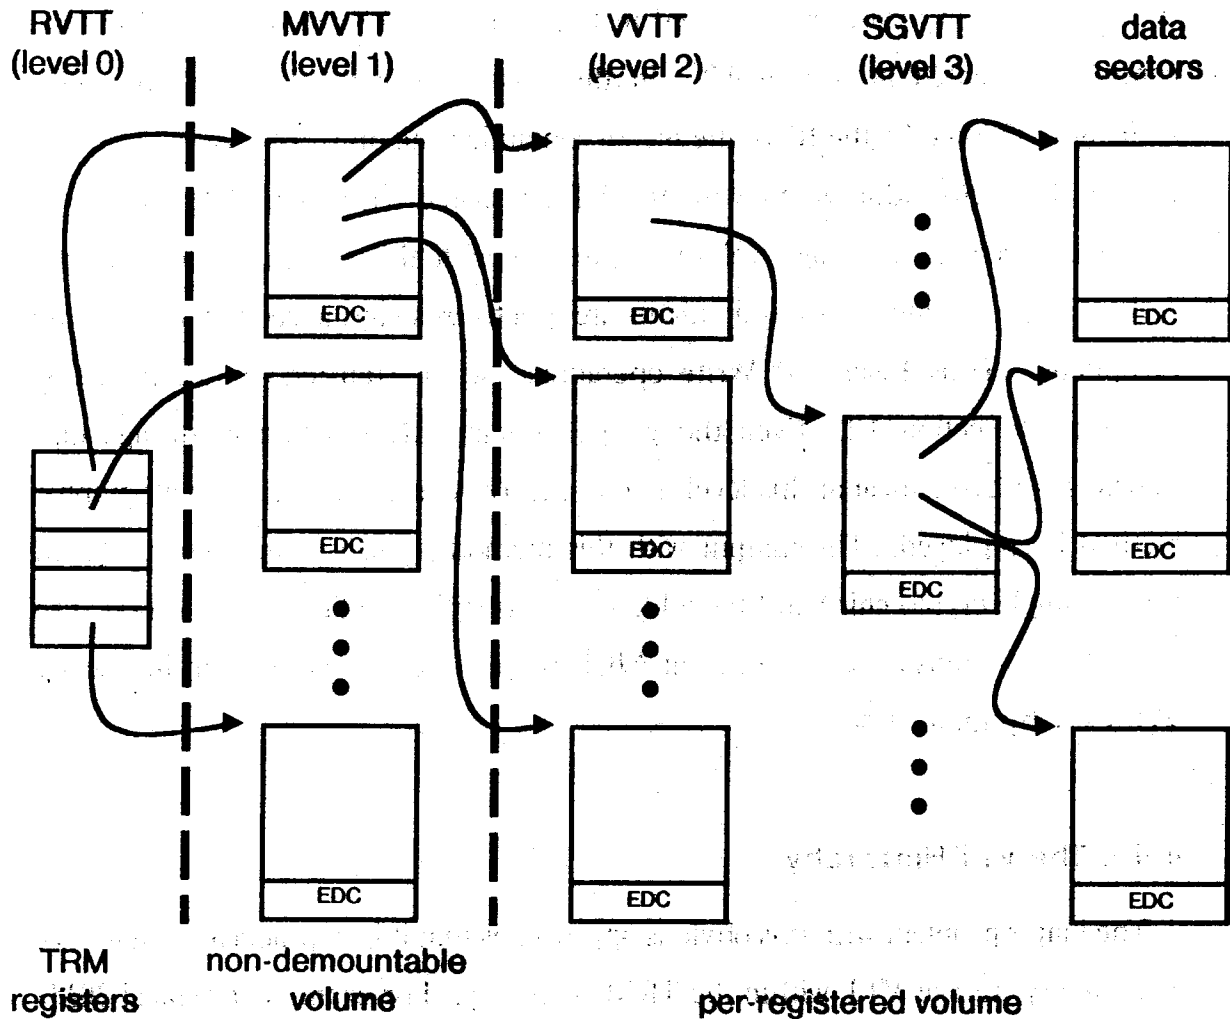 RVTT
(level 0)
MVVTT
(level 1)
VVTT
(level 2)
SGVTT
(level 3)
data
sectors
EDC
EDC
EDC
EDC
EDC
EDC
EDC
EDC
EDC
EDC
TRM
registers
non-demountable
volume
per-registered volume